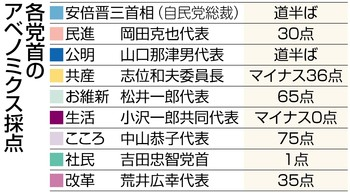 各党首の
アベノミクス採点
安倍晋三首相(自民党総裁) 道半ば
民進 岡田克也代表 30点
公明 山口那津男代表 道半ば
共産 志位和夫委員長 マイナス36点
お維新 松井一郎代表 65点
生活 小沢一郎共同代表 マイナス0点
こころ 中山恭子代表 75点
社民 吉田忠智党首 1点
改革 荒井広幸代表 35点